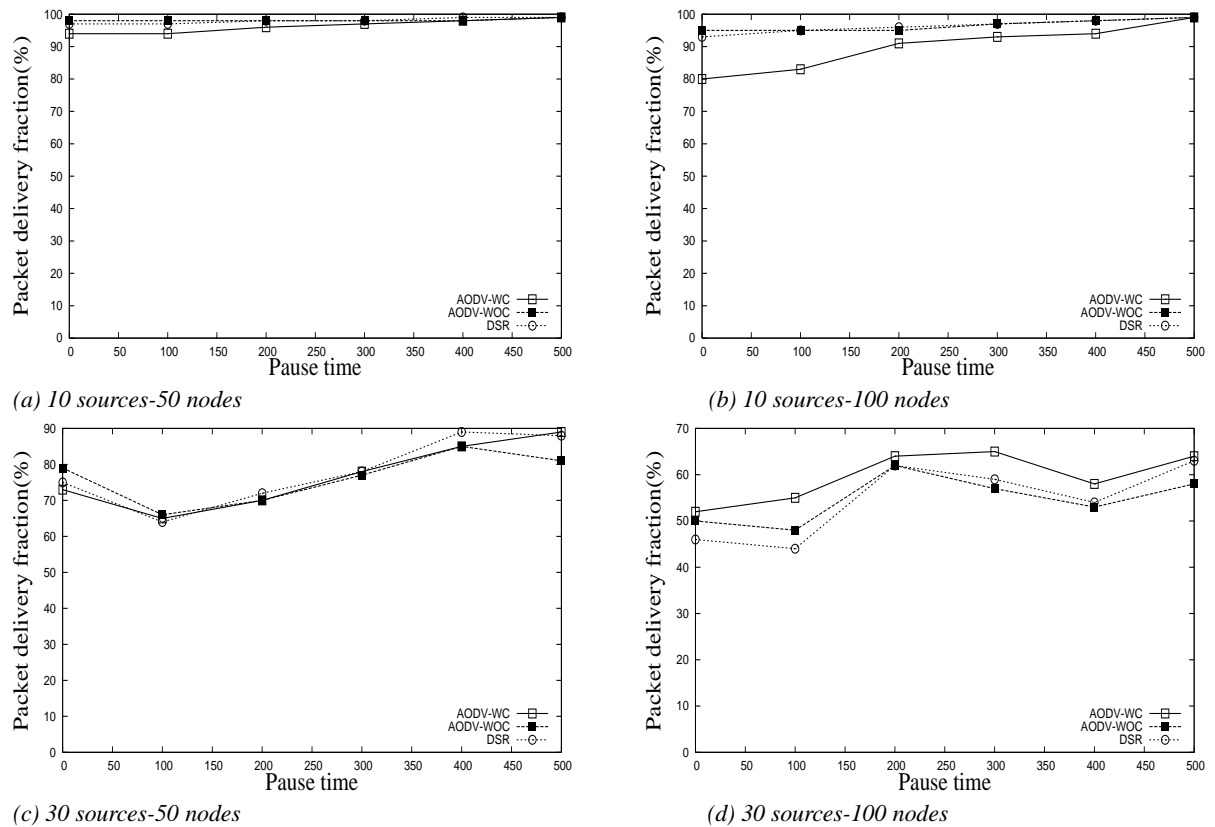 Packet delivery fraction(%)
100
90
80
70
60
50
40
30
20
10
0
AODV-WC
AODV-WOC
DSR
0 50 100 150 200 250 300 350 400 450 500
Pause time
(a) 10 sources-50 nodes
Packet delivery fraction(%)
100
90
80
70
60
50
40
30
20
10
0
AODV-WC
AODV-WOC
DSR
0 50 100 150 200 250 300 350 400 450 500
Pause time
(b) 10 sources-100 nodes
Packet delivery fraction(%)
90
80
70
60
50
40
30
20
10
0
AODV-WC
AODV-WOC
DSR
0 50 100 150 200 250 300 350 400 450 500
Pause time
(c) 30 sources-50 nodes
Packet delivery fraction(%)
70
60
50
40
30
20
10
0
AODV-WC
AODV-WOC
DSR
0 50 100 150 200 250 300 350 400 450 500
Pause time
(d) 30 sources-100 nodes